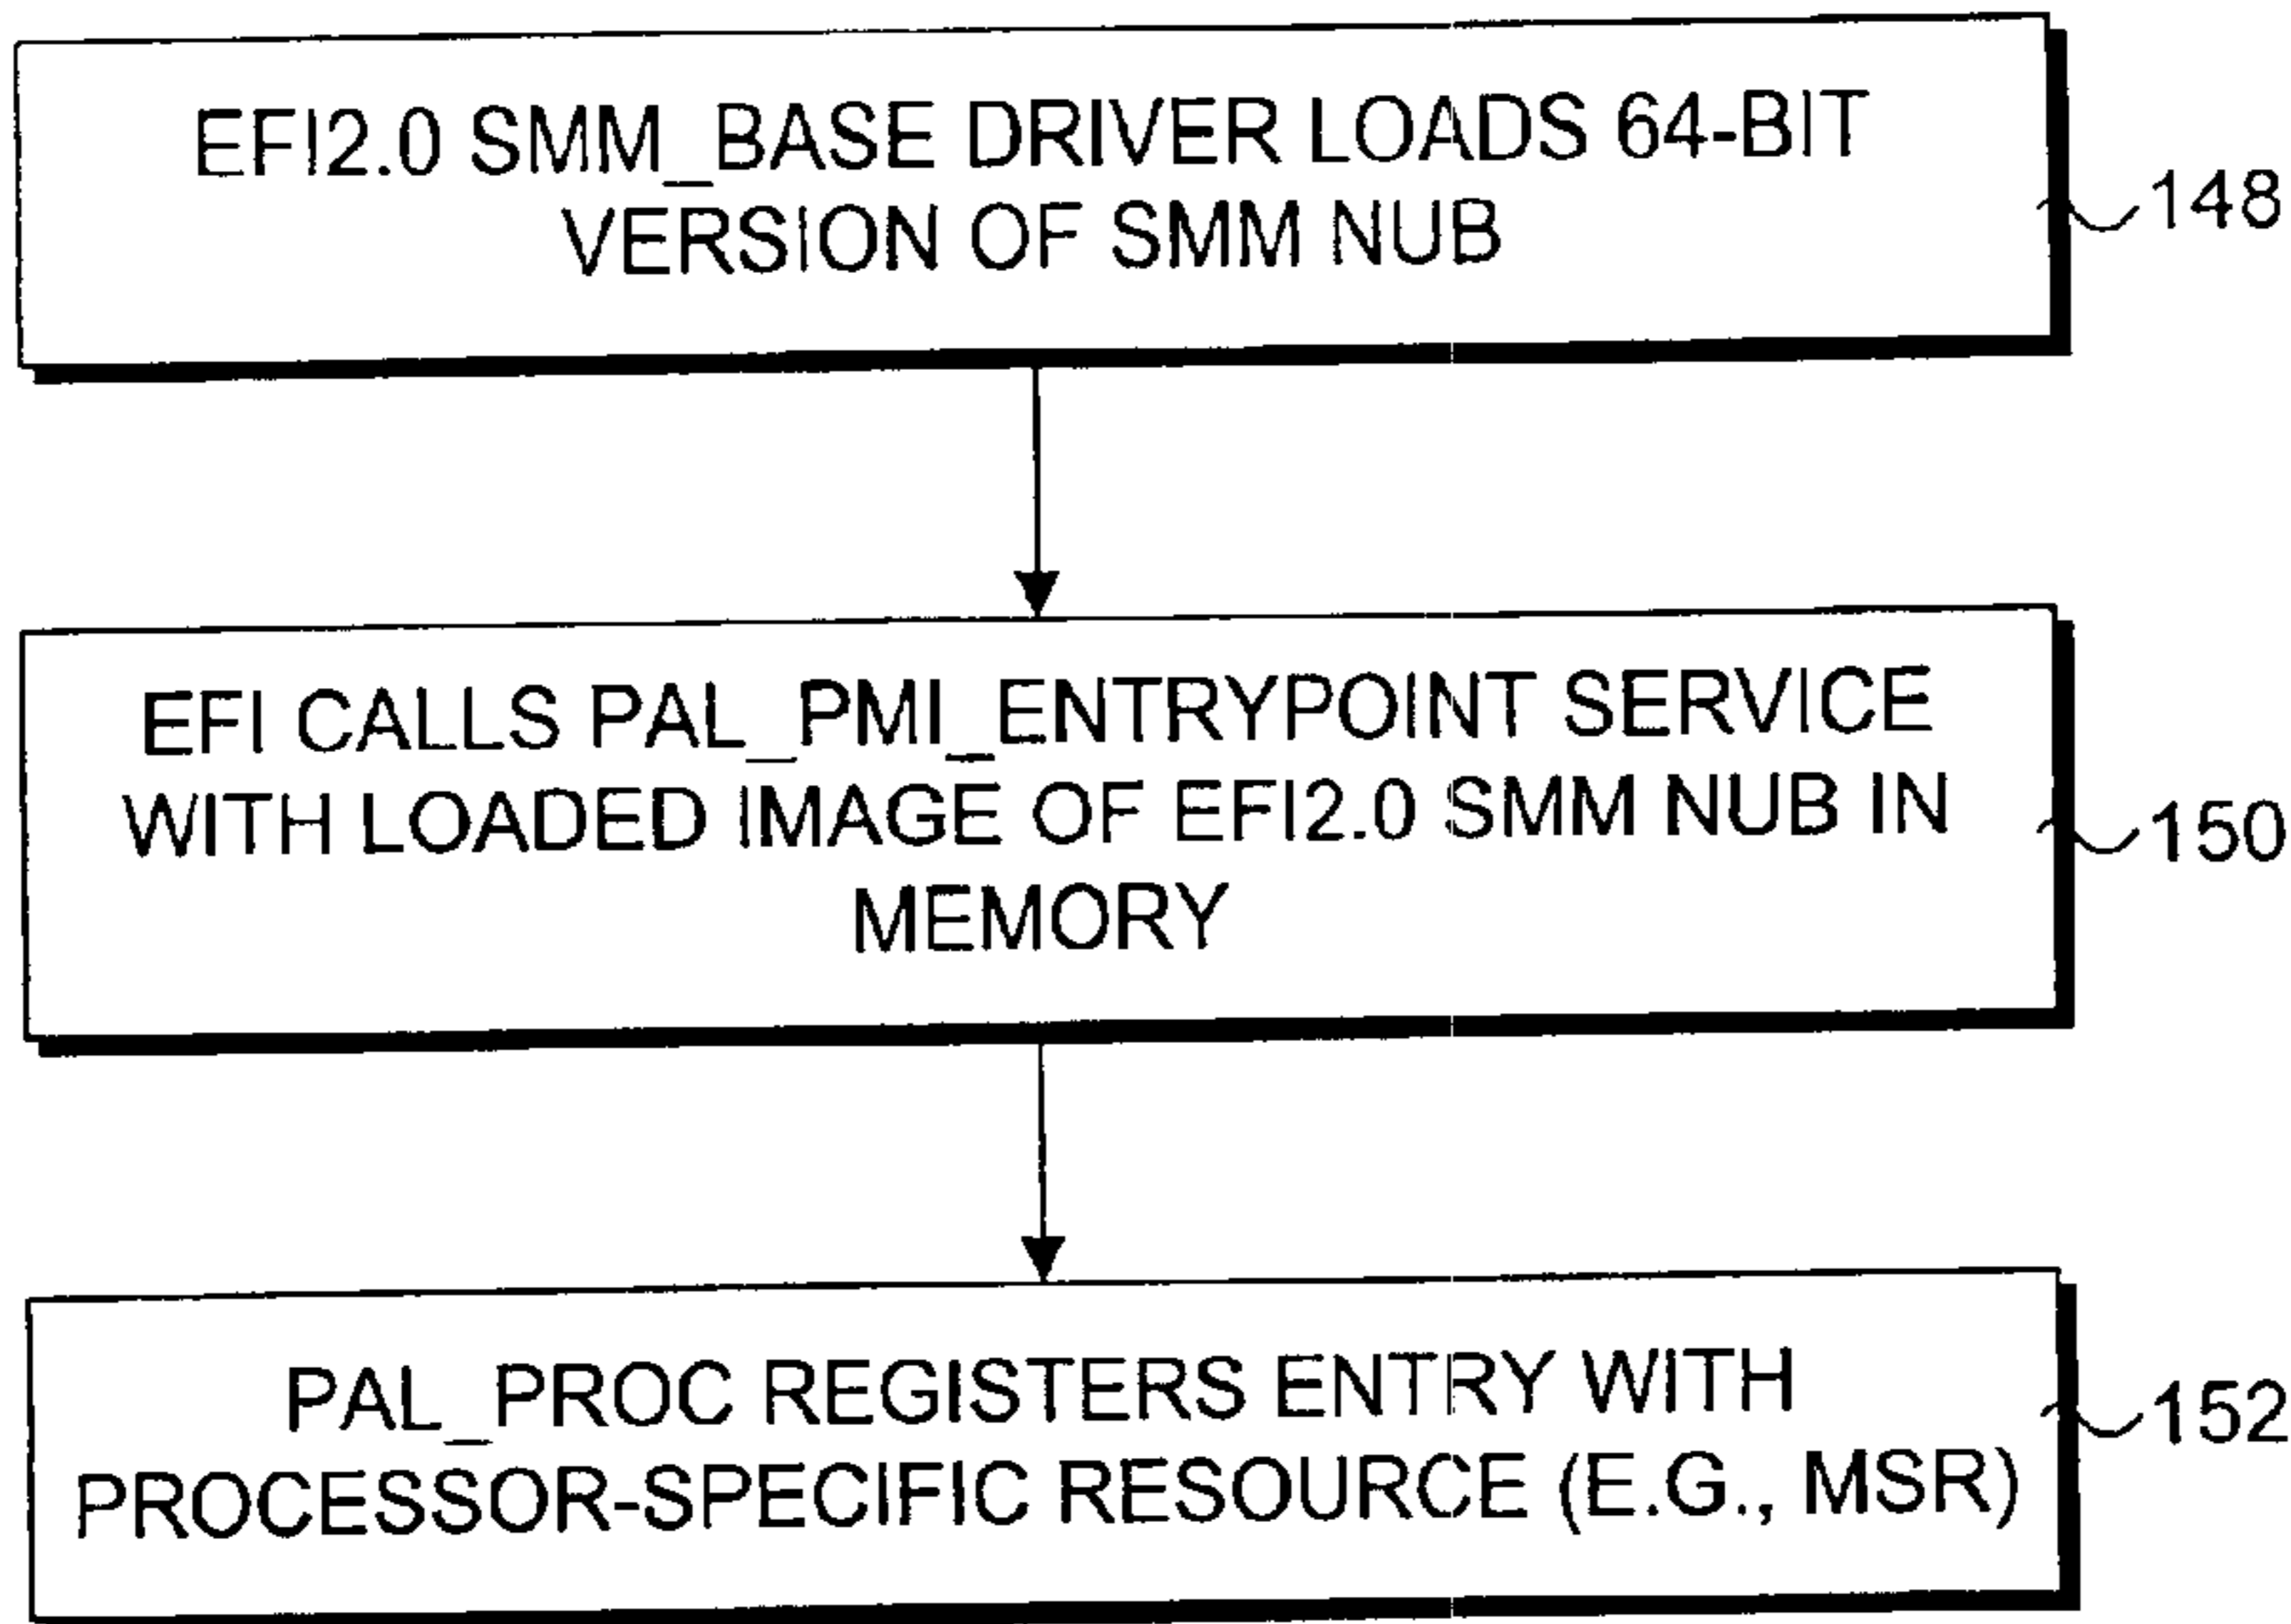 EFI2.0 SMM_BASE DRIVER LOADS 64-BIT
VERSION OF SMM NUB
148
EFI CALLS PAL_PMI_ENTRYPOINT SERVICE
WITH LOADED IMAGE OF EFI2.0 SMM NUB IN
MEMORY
150
PAL_PROC REGISTERS ENTRY WITH
PROCESSOR-SPECIFIC RESOURCE (E.G., MSR)
152